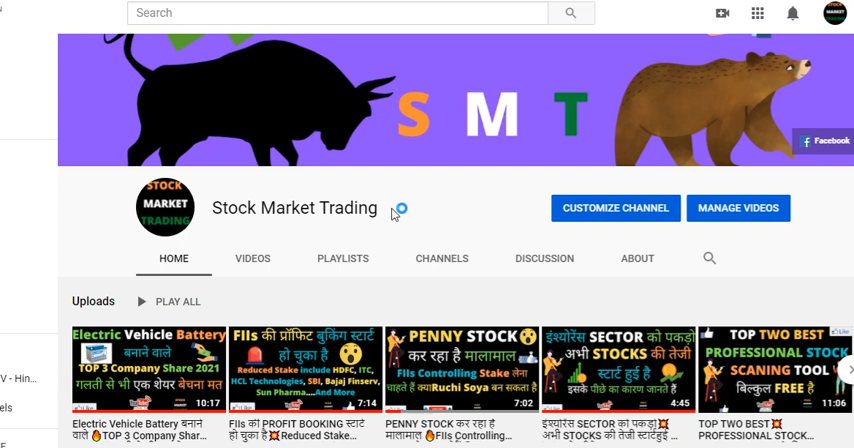 Search
S M T
Facebook
STOCK
MARKET
TRADING
Stock Market Trading
CUSTOMIZE CHANNEL
MANAGE VIDEOS
HOME
VIDEOS
PLAYLISTS
CHANNELS
DISCUSSION
ABOUT
Uploads
PLAY ALL
Electric Vehicle Battery
बनाने वाले
TOP 3 Company Share 2021
गलती से भी एक शेयर बेचना मत
10:17
Electric Vehicle Battery बनाने
वाले 🔥TOP 3 Company Shar...
FIIs की प्रॉफिट बुकिंग स्टार्ट
हो चुका है
Reduced Stake include HDFC, ITC,
HCL Technologies, SBI, Bajaj Finserv,
Sun Pharma....And More
7:14
FIIs की PROFIT BOOKING स्टार्ट
हो चुका है💥Reduced Stake...
PENNY STOCK
कर रहा है मालामाल
FIIs Controlling Stake लेना
चाहते हैं क्याRuchi Soya बन सकता है
7:02
PENNY STOCK कर रहा है
मालामाल 🔥FIIs Controlling...
इंश्योरेंस SECTOR को पकड़ो
अभी STOCKS की तेजी
स्टार्ट हुई है
इसके पीछे का कारण जानते हैं
4:45
इंश्योरेंस SECTOR को पकड़ो💥
अभी STOCKS की तेजी स्टार्टहुई ...
TOP TWO BEST
PROFESSIONAL STOCK
SCANING TOOL
बिल्कुल FREE है
Like
11:06
TOP TWO BEST💥
PROFESSIONAL STOCK...
V - Hin...
els